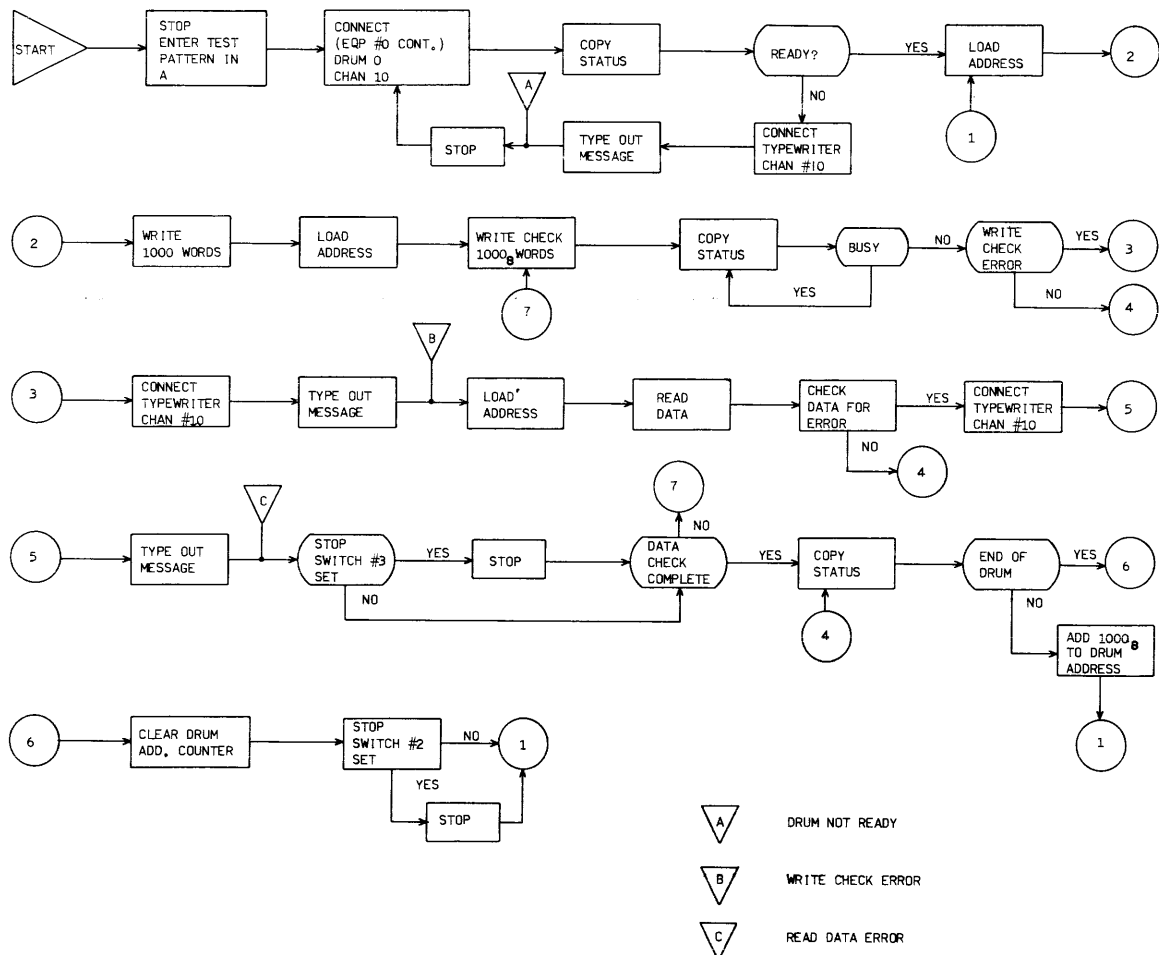 START
STOP
ENTER TEST
PATTERN IN
A
CONNECT
(EQP #0 CONT.)
DRUM 0
CHAN 10
COPY
STATUS
READY?
YES
LOAD
ADDRESS
2
NO
1
CONNECT
TYPEWRITER
CHAN #10
TYPE OUT
MESSAGE
A
STOP
2
WRITE
1000 WORDS
LOAD
ADDRESS
WRITE CHECK
1000₈ WORDS
7
COPY
STATUS
BUSY
YES
NO
WRITE
CHECK
ERROR
YES
3
NO
4
3
CONNECT
TYPEWRITER
CHAN #10
TYPE OUT
MESSAGE
B
LOAD'
ADDRESS
READ
DATA
CHECK
DATA FOR
ERROR
YES
CONNECT
TYPEWRITER
CHAN #10
5
NO
4
5
TYPE OUT
MESSAGE
C
STOP
SWITCH #3
SET
YES
STOP
NO
7
NO
DATA
CHECK
COMPLETE
YES
COPY
STATUS
4
END OF
DRUM
YES
6
NO
ADD 1000₈
TO DRUM
ADDRESS
1
6
CLEAR DRUM
ADD. COUNTER
STOP
SWITCH #2
SET
NO
1
YES
STOP
A DRUM NOT READY
B WRITE CHECK ERROR
C READ DATA ERROR